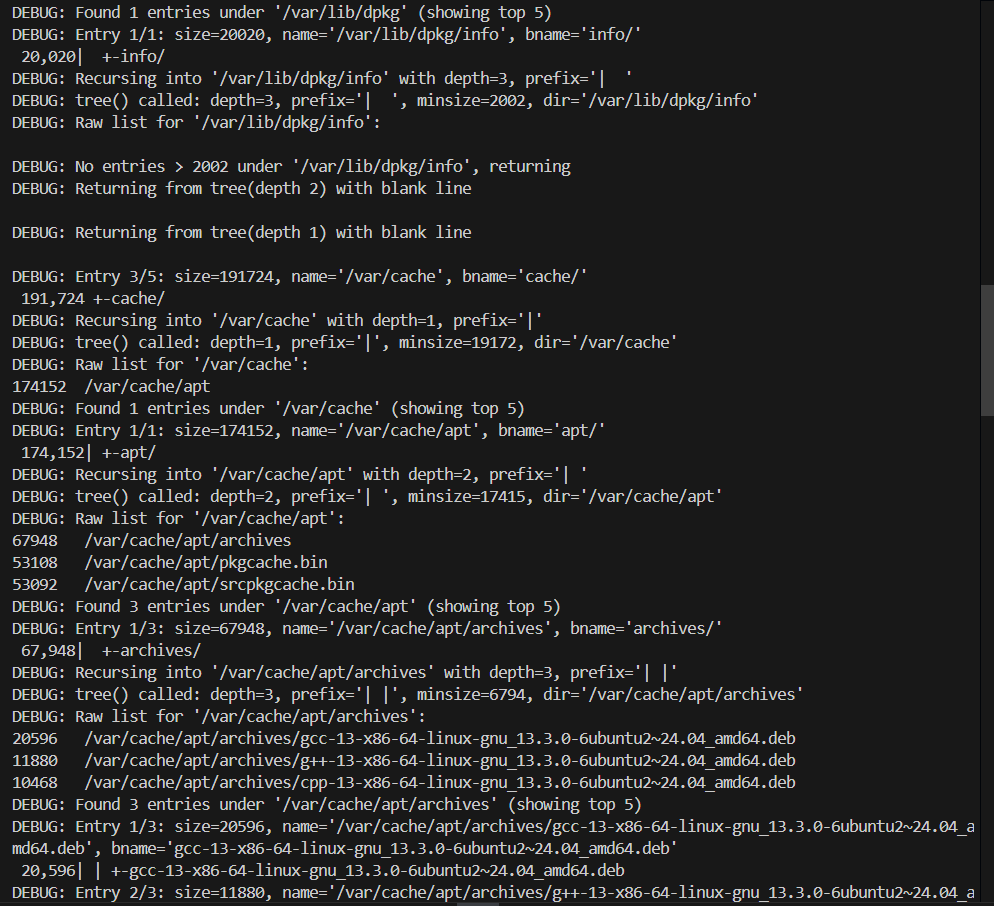 DEBUG: Found 1 entries under '/var/lib/dpkg' (showing top 5)
DEBUG: Entry 1/1: size=20020, name='/var/lib/dpkg/info', bname='info/'
 20,020|  +-info/
DEBUG: Recursing into '/var/lib/dpkg/info' with depth=3, prefix='|  '
DEBUG: tree() called: depth=3, prefix='|  ', minsize=2002, dir='/var/lib/dpkg/info'
DEBUG: Raw list for '/var/lib/dpkg/info':

DEBUG: No entries > 2002 under '/var/lib/dpkg/info', returning
DEBUG: Returning from tree(depth 2) with blank line

DEBUG: Returning from tree(depth 1) with blank line

DEBUG: Entry 3/5: size=191724, name='/var/cache', bname='cache/'
 191,724 +-cache/
DEBUG: Recursing into '/var/cache' with depth=1, prefix='|'
DEBUG: tree() called: depth=1, prefix='|', minsize=19172, dir='/var/cache'
DEBUG: Raw list for '/var/cache':
174152  /var/cache/apt
DEBUG: Found 1 entries under '/var/cache' (showing top 5)
DEBUG: Entry 1/1: size=174152, name='/var/cache/apt', bname='apt/'
 174,152| +-apt/
DEBUG: Recursing into '/var/cache/apt' with depth=2, prefix='| '
DEBUG: tree() called: depth=2, prefix='| ', minsize=17415, dir='/var/cache/apt'
DEBUG: Raw list for '/var/cache/apt':
67948   /var/cache/apt/archives
53108   /var/cache/apt/pkgcache.bin
53092   /var/cache/apt/srcpkgcache.bin
DEBUG: Found 3 entries under '/var/cache/apt' (showing top 5)
DEBUG: Entry 1/3: size=67948, name='/var/cache/apt/archives', bname='archives/'
 67,948|  +-archives/
DEBUG: Recursing into '/var/cache/apt/archives' with depth=3, prefix='| |'
DEBUG: tree() called: depth=3, prefix='| |', minsize=6794, dir='/var/cache/apt/archives'
DEBUG: Raw list for '/var/cache/apt/archives':
20596   /var/cache/apt/archives/gcc-13-x86-64-linux-gnu_13.3.0-6ubuntu2~24.04_amd64.deb
11880   /var/cache/apt/archives/g++-13-x86-64-linux-gnu_13.3.0-6ubuntu2~24.04_amd64.deb
10468   /var/cache/apt/archives/cpp-13-x86-64-linux-gnu_13.3.0-6ubuntu2~24.04_amd64.deb
DEBUG: Found 3 entries under '/var/cache/apt/archives' (showing top 5)
DEBUG: Entry 1/3: size=20596, name='/var/cache/apt/archives/gcc-13-x86-64-linux-gnu_13.3.0-6ubuntu2~24.04_a
md64.deb', bname='gcc-13-x86-64-linux-gnu_13.3.0-6ubuntu2~24.04_amd64.deb'
 20,596| | +-gcc-13-x86-64-linux-gnu_13.3.0-6ubuntu2~24.04_amd64.deb
DEBUG: Entry 2/3: size=11880, name='/var/cache/apt/archives/g++-13-x86-64-linux-gnu_13.3.0-6ubuntu2~24.04_a